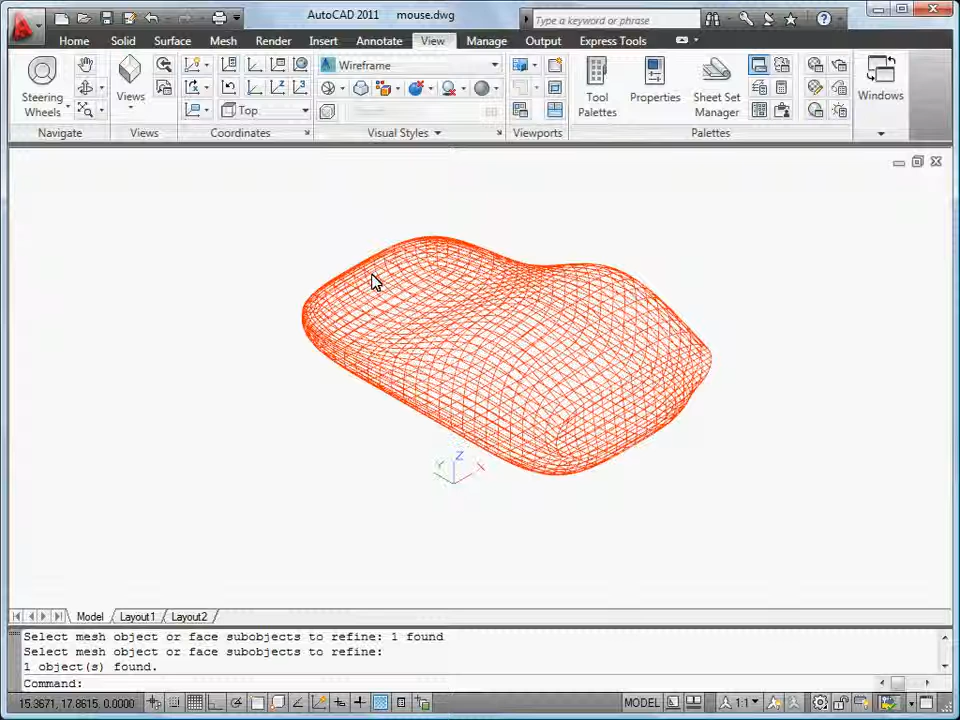 AutoCAD 2011 mouse.dwg
Type a keyword or phrase
Home Solid Surface Mesh Render Insert Annotate View Manage Output Express Tools
Wireframe
Steering Wheels
Views
Top
Tool Palettes
Properties
Sheet Set Manager
Windows
Navigate Views Coordinates Visual Styles Viewports Palettes
Z
Y X
Model Layout1 Layout2
Select mesh object or face subobjects to refine: 1 found
Select mesh object or face subobjects to refine:
1 object(s) found.
Command:
15.3671, 17.8615, 0.0000 MODEL 1:1